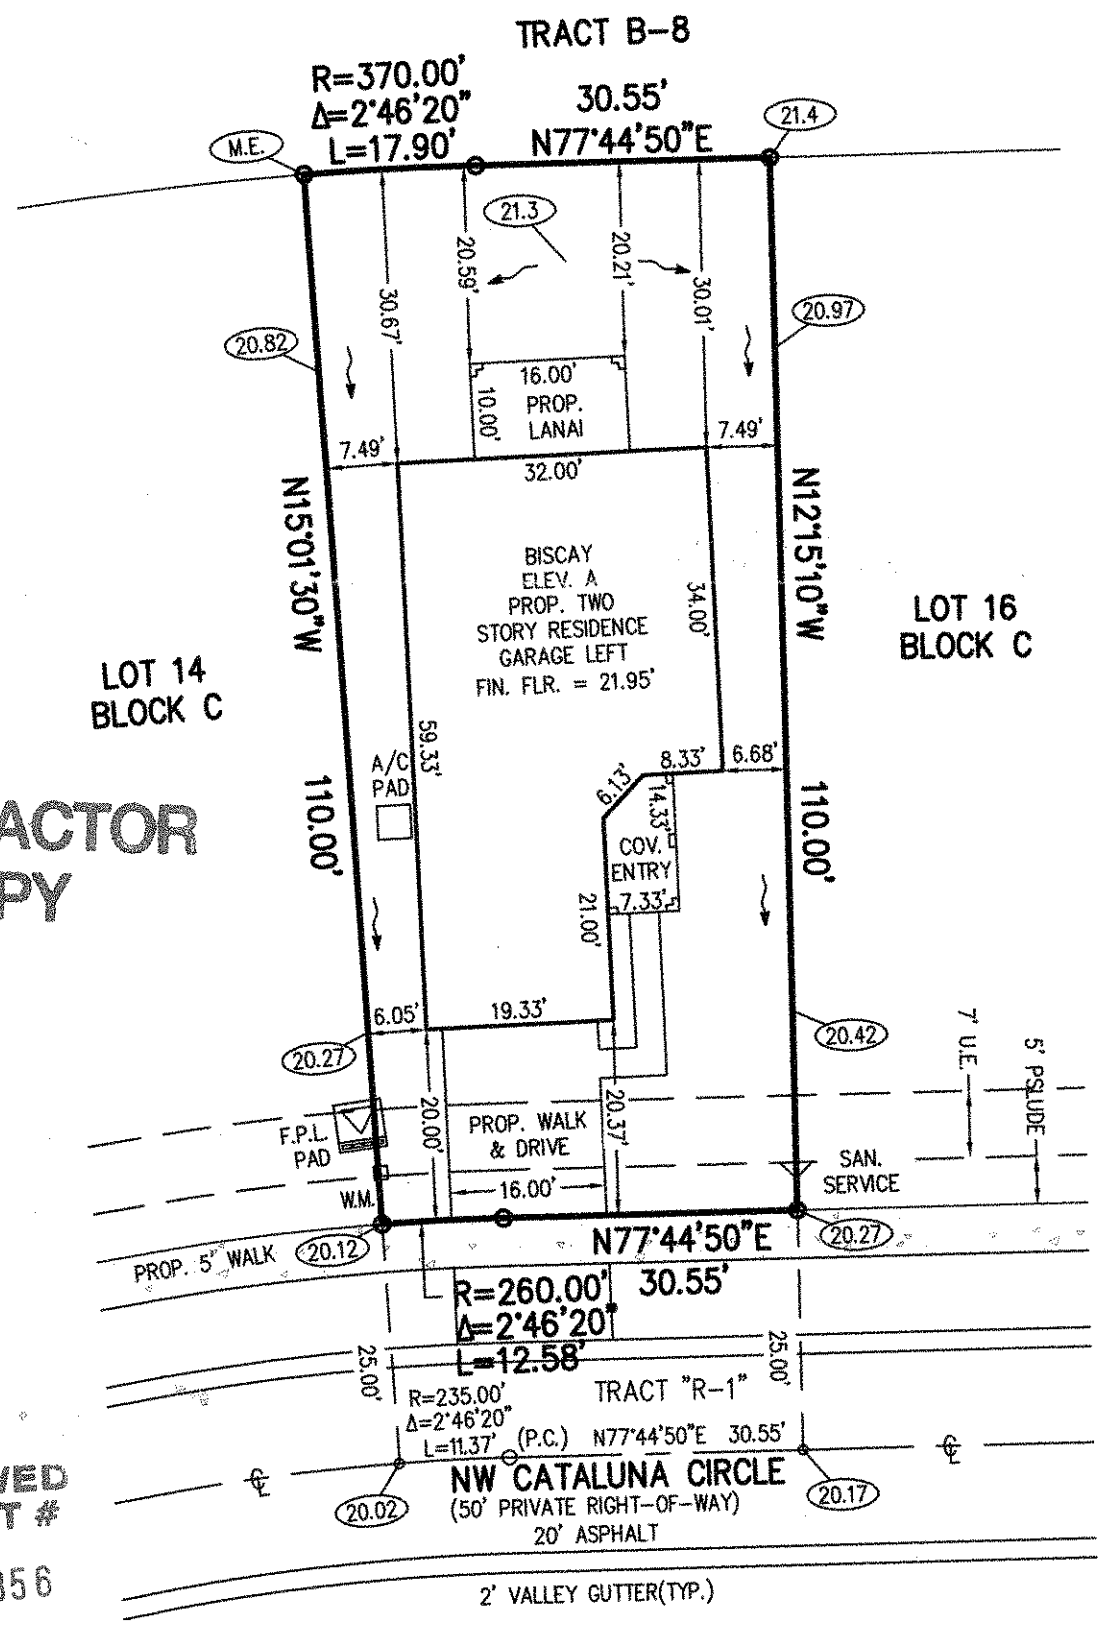 TRACT B-8
R=370.00'
Δ=2°46'20"
L=17.90'
30.55'
N77°44'50"E
21.4
M.E.
21.3
20.59'
20.21'
30.67'
30.01'
20.82
20.97
16.00'
PROP.
LANAI
10.00'
7.49'
7.49'
32.00'
N15°01'30"W
N12°15'10"W
BISCAY
ELEV. A
PROP. TWO
STORY RESIDENCE
GARAGE LEFT
FIN. FLR. = 21.95'
34.00'
LOT 16
BLOCK C
LOT 14
BLOCK C
59.33'
A/C
PAD
8.33'
6.68'
6.13'
14.33'
110.00'
110.00'
ACTOR
PY
COV.
ENTRY
7.33'
21.00'
19.33'
6.05'
20.27
20.42
7' U.E.
5' PSLUDE
20.00'
20.37'
PROP. WALK
& DRIVE
F.P.L.
PAD
W.M.
16.00'
SAN.
SERVICE
20.12
20.27
N77°44'50"E
30.55'
PROP. 5' WALK
R=260.00'
Δ=2°46'20"
L=12.58'
25.00'
25.00'
R=235.00'
Δ=2°46'20"
L=11.37'
TRACT "R-1"
(P.C.)
N77°44'50"E 30.55'
℄
℄
NW CATALUNA CIRCLE
(50' PRIVATE RIGHT-OF-WAY)
20' ASPHALT
20.02
20.17
WED
T #
356
2' VALLEY GUTTER(TYP.)